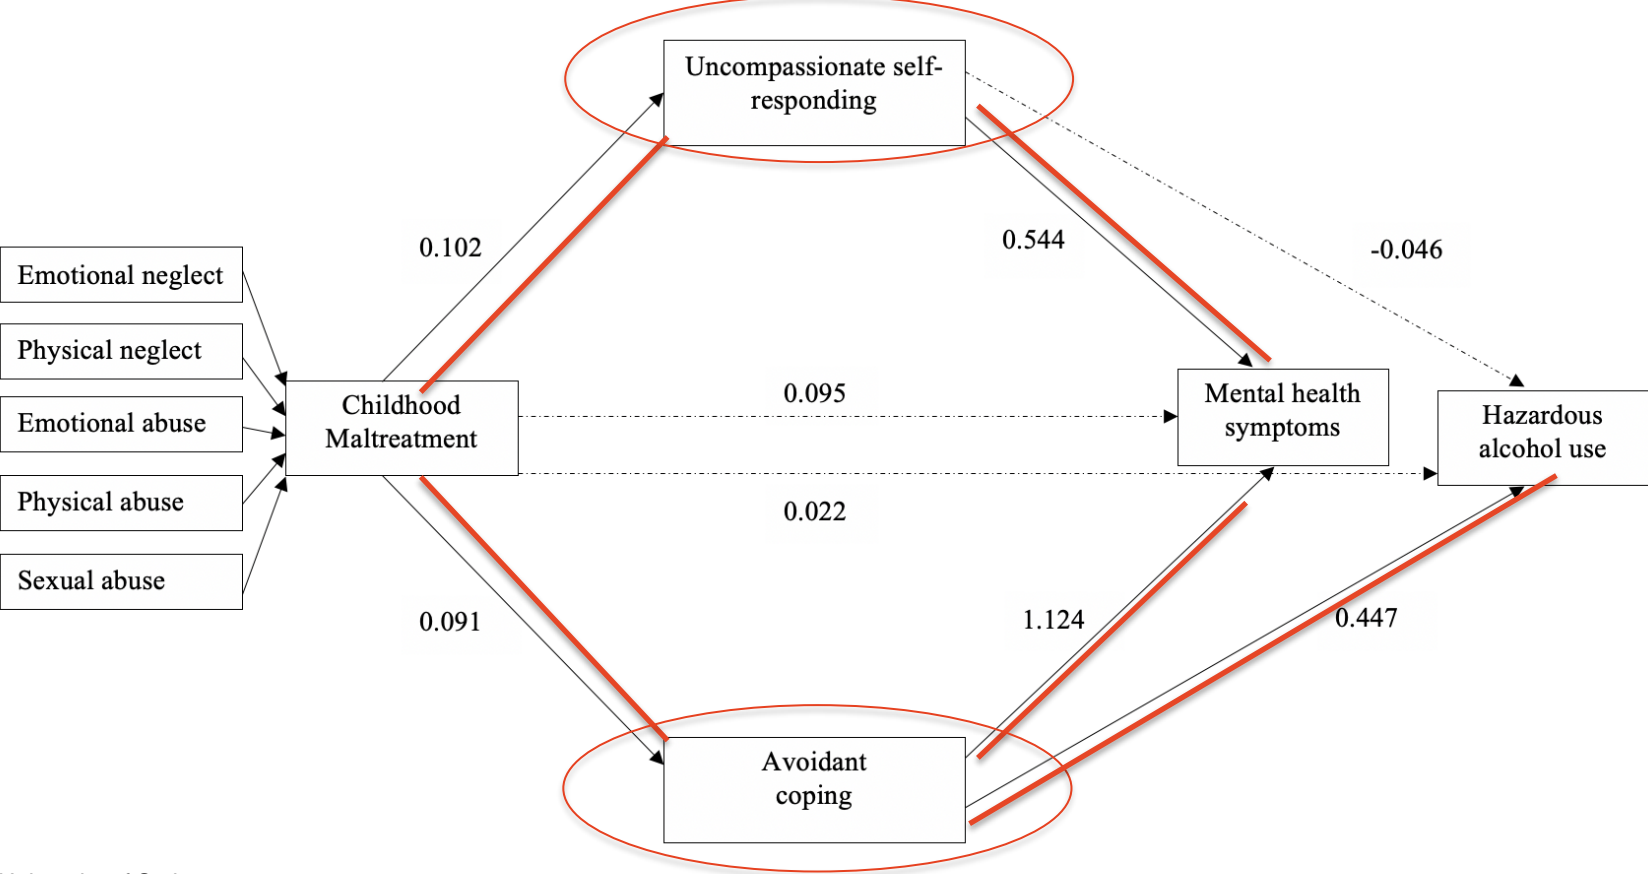 Uncompassionate self-
responding
0.102
0.544
-0.046
Emotional neglect
Physical neglect
Emotional abuse
Physical abuse
Sexual abuse
Childhood
Maltreatment
0.095
0.022
Mental health
symptoms
Hazardous
alcohol use
0.091
1.124
0.447
Avoidant
coping